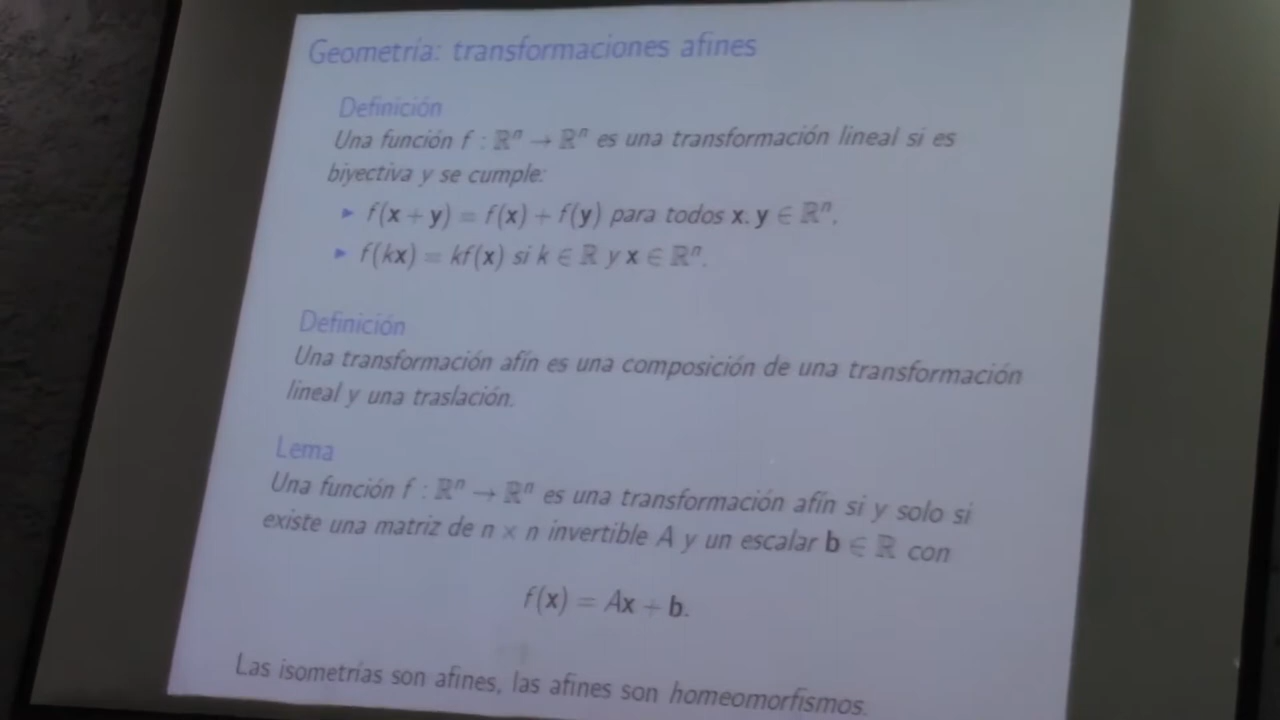 Geometría: transformaciones afines
Definición
Una función f : ℝⁿ → ℝⁿ es una transformación lineal si es
biyectiva y se cumple:
▶ f(x + y) = f(x) + f(y) para todos x, y ∈ ℝⁿ.
▶ f(kx) = kf(x) si k ∈ ℝ y x ∈ ℝⁿ.
Definición
Una transformación afín es una composición de una transformación
lineal y una traslación.
Lema
Una función f : ℝⁿ → ℝⁿ es una transformación afín si y solo si
existe una matriz de n × n invertible A y un escalar b ∈ ℝ con
f(x) = Ax + b.
Las isometrías son afines, las afines son homeomorfismos.